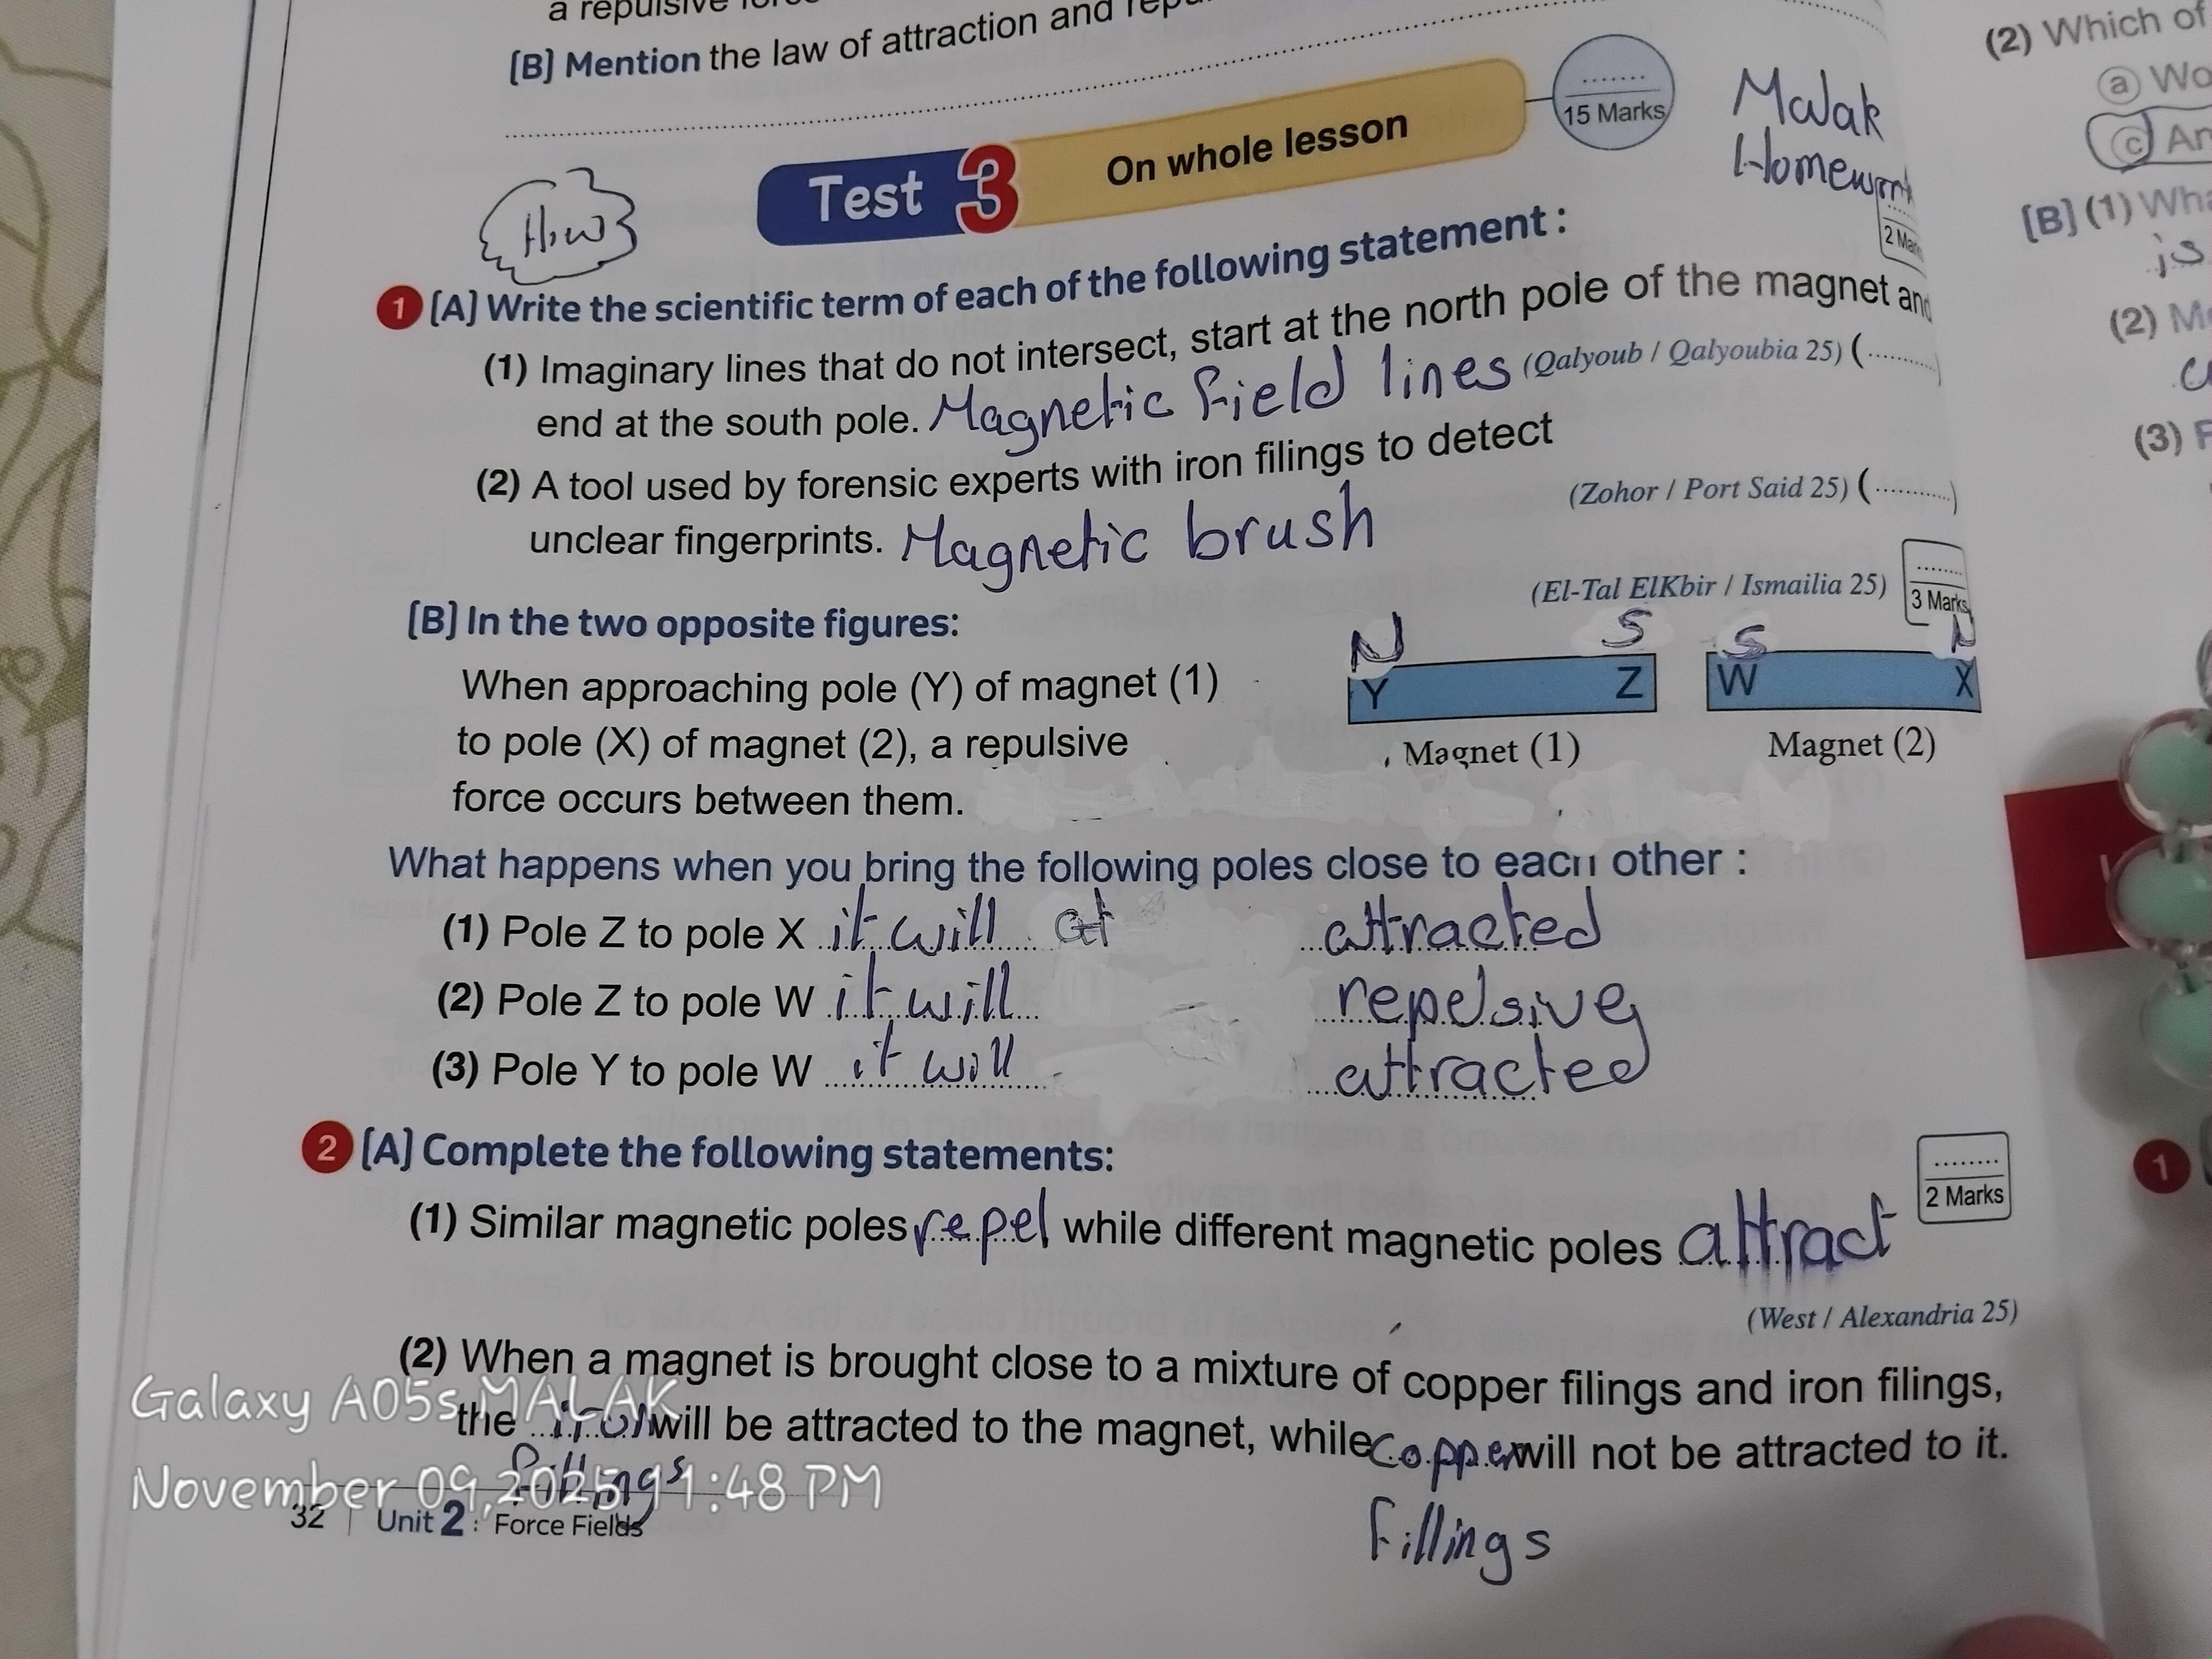 a repulsive
[B] Mention the law of attraction and
Test 3 On whole lesson
15 Marks
Malak
Homework
H.w
1 [A] Write the scientific term of each of the following statement :
2
(1) Imaginary lines that do not intersect, start at the north pole of the magnet and
end at the south pole. Magnetic field lines (Qalyoub / Qalyoubia 25) (..........)
(2) A tool used by forensic experts with iron filings to detect
unclear fingerprints. Magnetic brush (Zohor / Port Said 25) (..........)
[B] In the two opposite figures: (El-Tal ElKbir / Ismailia 25)
3 Marks
N S S N
Y Z W X
Magnet (1) Magnet (2)
When approaching pole (Y) of magnet (1)
to pole (X) of magnet (2), a repulsive
force occurs between them.
What happens when you bring the following poles close to each other :
(1) Pole Z to pole X it will at attracted
(2) Pole Z to pole W it will repelsive
(3) Pole Y to pole W it will attracted
2 [A] Complete the following statements:
2 Marks
(1) Similar magnetic poles repel while different magnetic poles attract
(West / Alexandria 25)
(2) When a magnet is brought close to a mixture of copper filings and iron filings,
the iron will be attracted to the magnet, while copper will not be attracted to it.
fillings
fillings
32 | Unit 2 : Force Fields
Galaxy A05s MALAK
November 09, 2025 11:48 PM
(2) Which of
a
c
[B] (1)
is
(2)
(3)
1